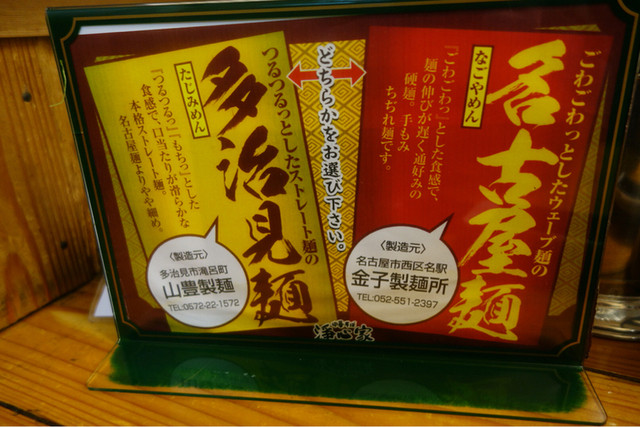 ごわごわっとしたウェーブ麺の
名古屋麺
なごやめん
『ごわごわっ』とした食感で、
麺の伸びが遅く通好みの
硬麺。手もみ
ちぢれ麺です。
〈製造元〉
名古屋市西区名駅
金子製麺所
TEL:052-551-2397
どちらかをお選び下さい。
つるつるっとしたストレート麺の
多治見麺
たじみめん
『つるつるっ』『もちっ』とした
食感で、口当たりが滑らかな
本格ストレート麺。
名古屋麺よりやや細め。
〈製造元〉
多治見市滝呂町
山豊製麺
TEL:0572-22-1572